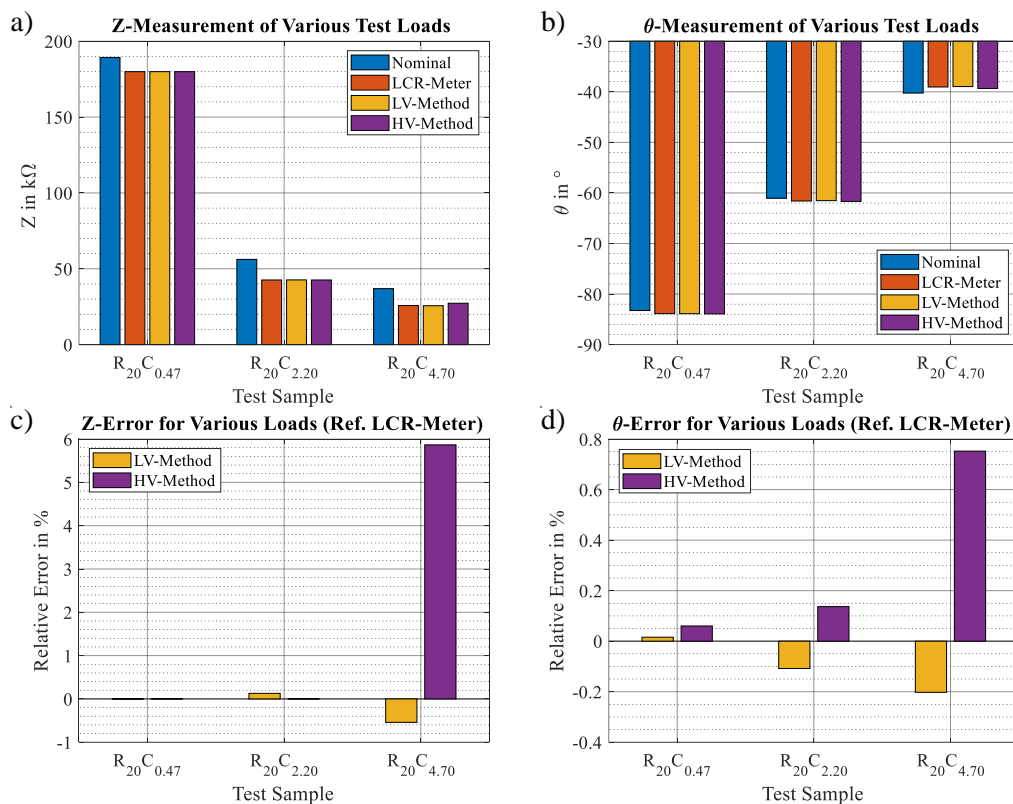 a)
Z-Measurement of Various Test Loads
200
150
100
50
0
Z in kΩ
Nominal
LCR-Meter
LV-Method
HV-Method
R₂₀C₀.₄₇
R₂₀C₂.₂₀
R₂₀C₄.₇₀
Test Sample
b)
θ-Measurement of Various Test Loads
-30
-40
-50
-60
-70
-80
-90
θ in °
Nominal
LCR-Meter
LV-Method
HV-Method
R₂₀C₀.₄₇
R₂₀C₂.₂₀
R₂₀C₄.₇₀
Test Sample
c)
Z-Error for Various Loads (Ref. LCR-Meter)
6
5
4
3
2
1
0
-1
Relative Error in %
LV-Method
HV-Method
R₂₀C₀.₄₇
R₂₀C₂.₂₀
R₂₀C₄.₇₀
Test Sample
d)
θ-Error for Various Loads (Ref. LCR-Meter)
0.8
0.6
0.4
0.2
0
-0.2
-0.4
Relative Error in %
LV-Method
HV-Method
R₂₀C₀.₄₇
R₂₀C₂.₂₀
R₂₀C₄.₇₀
Test Sample